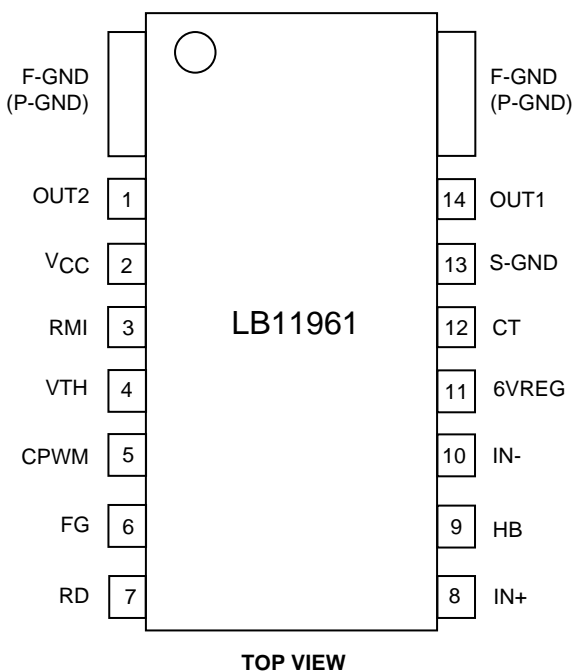 F-GND
(P-GND)
F-GND
(P-GND)
OUT2 1
14 OUT1
VCC 2
13 S-GND
RMI 3
LB11961
12 CT
VTH 4
11 6VREG
CPWM 5
10 IN-
FG 6
9 HB
RD 7
8 IN+
TOP VIEW